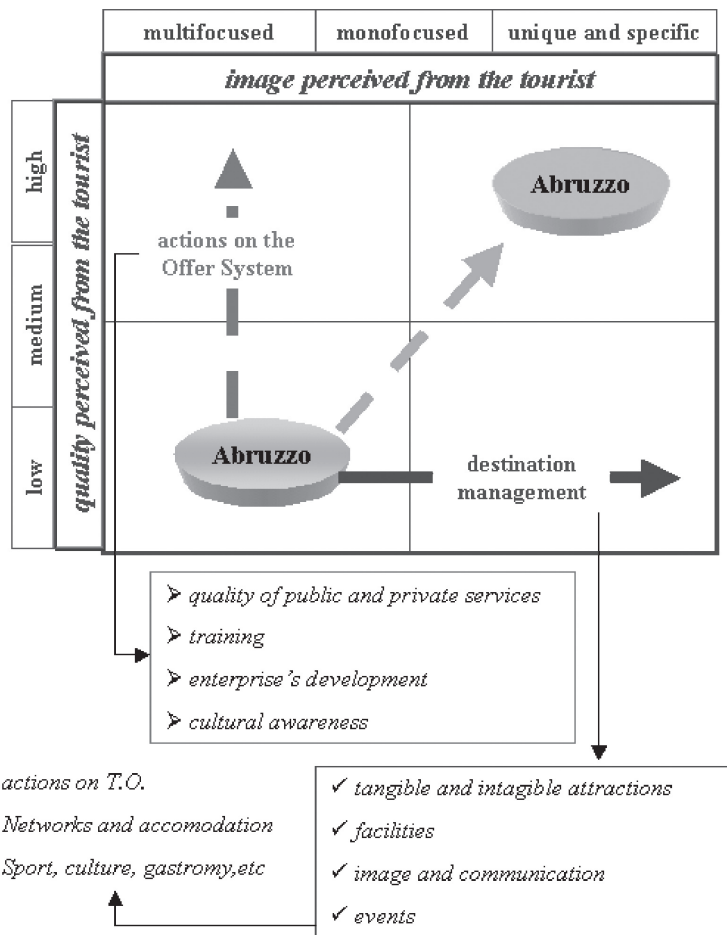 multifocused
monofocused
unique and specific
image perceived from the tourist
high
medium
low
quality perceived from the tourist
Abruzzo
actions on the
Offer System
Abruzzo
destination
management
➢ quality of public and private services
➢ training
➢ enterprise's development
➢ cultural awareness
actions on T.O.
Networks and accomodation
Sport, culture, gastromy,etc
✓ tangible and intagible attractions
✓ facilities
✓ image and communication
✓ events